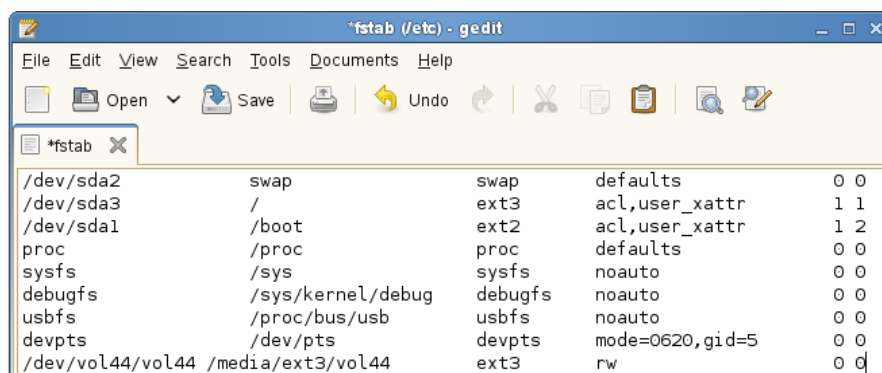 *fstab (/etc) - gedit
File Edit View Search Tools Documents Help
Open Save Undo
*fstab
/dev/sda2 swap swap defaults 0 0
/dev/sda3 / ext3 acl,user_xattr 1 1
/dev/sda1 /boot ext2 acl,user_xattr 1 2
proc /proc proc defaults 0 0
sysfs /sys sysfs noauto 0 0
debugfs /sys/kernel/debug debugfs noauto 0 0
usbfs /proc/bus/usb usbfs noauto 0 0
devpts /dev/pts devpts mode=0620,gid=5 0 0
/dev/vol44/vol44 /media/ext3/vol44 ext3 rw 0 0